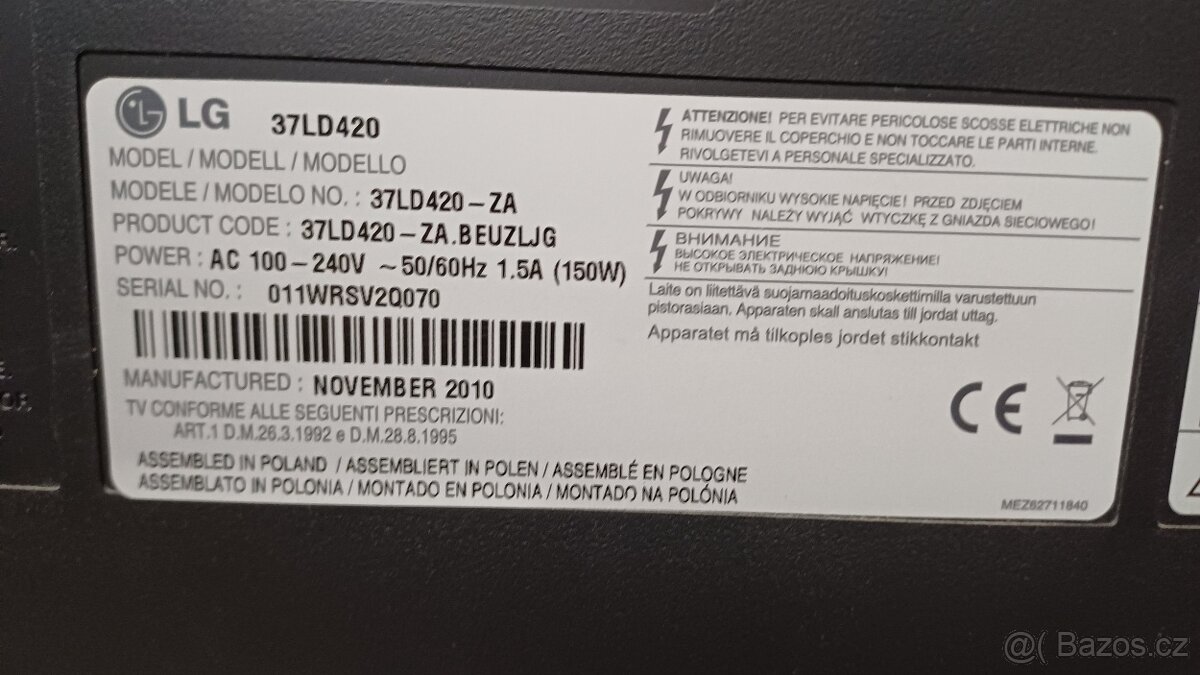 LG 37LD420
MODEL / MODELL / MODELLO
MODELE / MODELO NO. : 37LD420-ZA
PRODUCT CODE : 37LD420-ZA.BEUZLJG
POWER : AC 100-240V ~50/60Hz 1.5A (150W)
SERIAL NO. : 011WRSV2Q070
MANUFACTURED : NOVEMBER 2010
TV CONFORME ALLE SEGUENTI PRESCRIZIONI:
ART.1 D.M.26.3.1992 e D.M.28.8.1995
ASSEMBLED IN POLAND / ASSEMBLIERT IN POLEN / ASSEMBLÉ EN POLOGNE
ASSEMBLATO IN POLONIA / MONTADO EN POLONIA / MONTADO NA POLÓNIA
ATTENZIONE! PER EVITARE PERICOLOSE SCOSSE ELETTRICHE NON
RIMUOVERE IL COPERCHIO E NON TOCCARE LE PARTI INTERNE.
RIVOLGETEVI A PERSONALE SPECIALIZZATO.
UWAGA!
W ODBIORNIKU WYSOKIE NAPIĘCIE! PRZED ZDJĘCIEM
POKRYWY NALEŻY WYJĄĆ WTYCZKĘ Z GNIAZDA SIECIOWEGO!
ВНИМАНИЕ
ВЫСОКОЕ ЭЛЕКТРИЧЕСКОЕ НАПРЯЖЕНИЕ!
НЕ ОТКРЫВАТЬ ЗАДНЮЮ КРЫШКУ!
Laite on liitettävä suojamaadoituskoskettimilla varustettuun
pistorasiaan. Apparaten skall anslutas till jordat uttag.
Apparatet må tilkoples jordet stikkontakt
CE
MEZ62711840
@( Bazos.cz